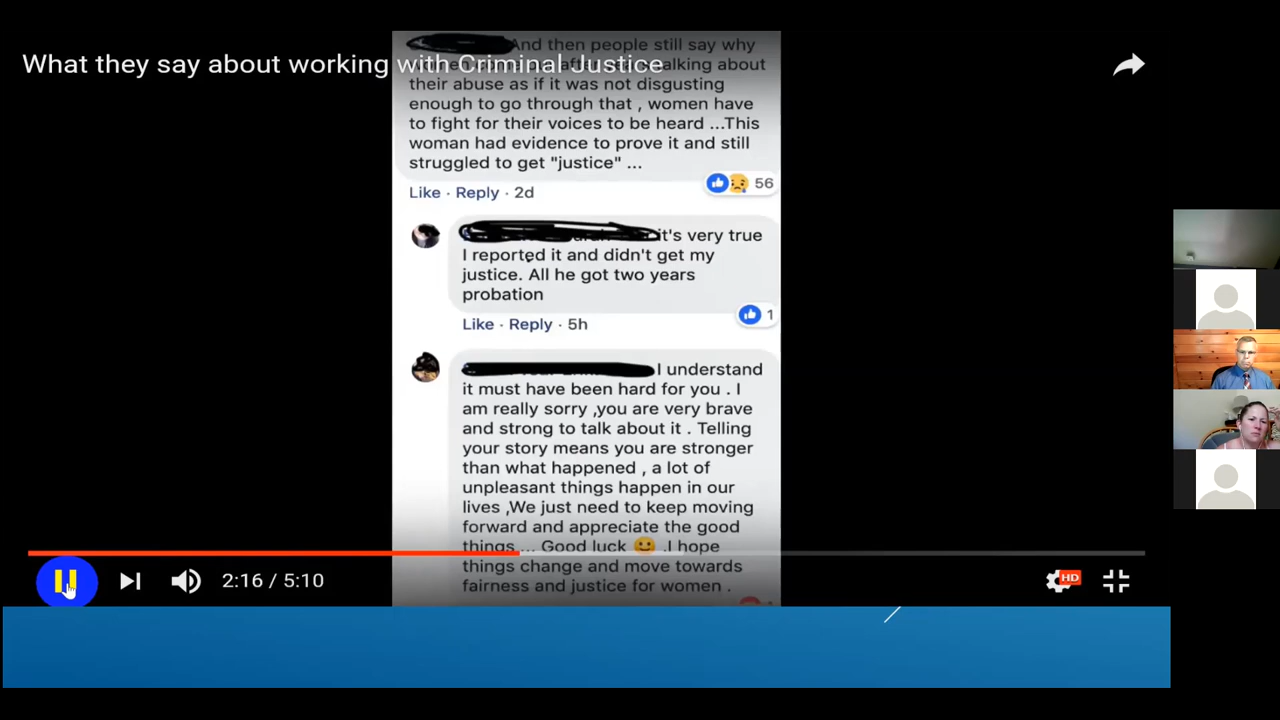 What they say about working with Criminal Justice
And then people still say why
talking about
their abuse as if it was not disgusting
enough to go through that , women have
to fight for their voices to be heard ...This
woman had evidence to prove it and still
struggled to get "justice" ...
Like · Reply · 2d
56
it's very true
I reported it and didn't get my
justice. All he got two years
probation
Like · Reply · 5h
1
I understand
it must have been hard for you . I
am really sorry ,you are very brave
and strong to talk about it . Telling
your story means you are stronger
than what happened , a lot of
unpleasant things happen in our
lives ,We just need to keep moving
forward and appreciate the good
things.... Good luck 🙂 .I hope
things change and move towards
fairness and justice for women .
2:16 / 5:10
HD